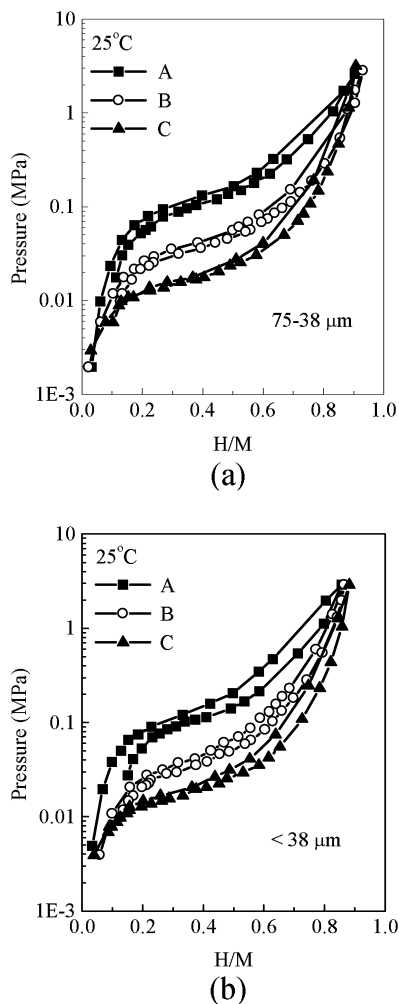 (a)
10
25°C
A
B
C
1
0.1
0.01
1E-3
Pressure (MPa)
75-38 μm
0.0 0.2 0.4 0.6 0.8 1.0
H/M
(a)
10
25°C
A
B
C
1
0.1
0.01
1E-3
Pressure (MPa)
< 38 μm
0.0 0.2 0.4 0.6 0.8 1.0
H/M
(b)